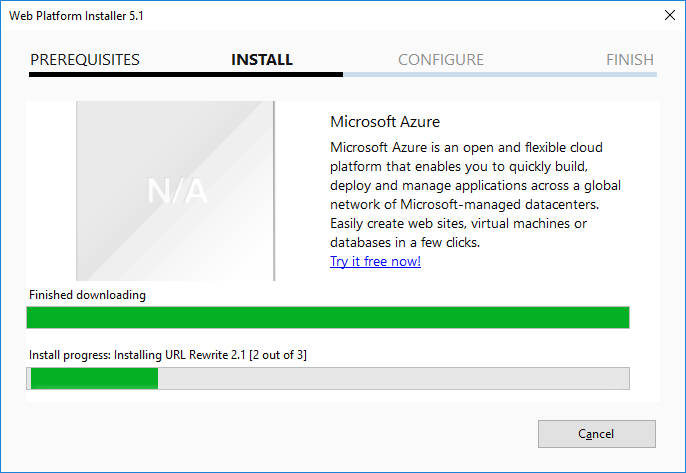 Web Platform Installer 5.1
PREREQUISITES INSTALL CONFIGURE FINISH
N/A
Microsoft Azure
Microsoft Azure is an open and flexible cloud
platform that enables you to quickly build,
deploy and manage applications across a global
network of Microsoft-managed datacenters.
Easily create web sites, virtual machines or
databases in a few clicks.
Try it free now!
Finished downloading
Install progress: Installing URL Rewrite 2.1 [2 out of 3]
Cancel